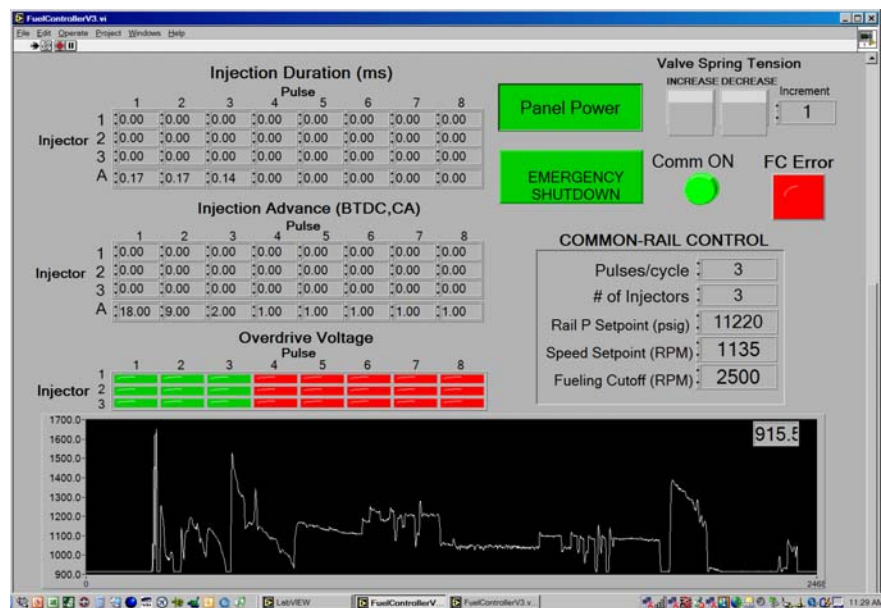 FuelControllerV3.vi
File Edit Operate Project Windows Help
Injection Duration (ms)
Pulse
1 2 3 4 5 6 7 8
1 0.00 0.00 0.00 0.00 0.00 0.00 0.00 0.00
Injector 2 0.00 0.00 0.00 0.00 0.00 0.00 0.00 0.00
3 0.00 0.00 0.00 0.00 0.00 0.00 0.00 0.00
A 0.17 0.17 0.14 0.00 0.00 0.00 0.00 0.00
Panel Power
Valve Spring Tension
INCREASE DECREASE
Increment
1
EMERGENCY
SHUTDOWN
Comm ON
FC Error
Injection Advance (BTDC,CA)
Pulse
1 2 3 4 5 6 7 8
1 0.00 0.00 0.00 0.00 0.00 0.00 0.00 0.00
Injector 2 0.00 0.00 0.00 0.00 0.00 0.00 0.00 0.00
3 0.00 0.00 0.00 0.00 0.00 0.00 0.00 0.00
A 18.00 9.00 2.00 1.00 1.00 1.00 1.00 1.00
COMMON-RAIL CONTROL
Pulses/cycle 3
# of Injectors 3
Rail P Setpoint (psig) 11220
Speed Setpoint (RPM) 1135
Fueling Cutoff (RPM) 2500
Overdrive Voltage
Pulse
1 2 3 4 5 6 7 8
1
Injector 2
3
1700.0
1600.0
1500.0
1400.0
1300.0
1200.0
1100.0
1000.0
900.0
915.5
0
2468
LabVIEW
FuelControllerV...
FuelControllerV3.v...
11:29 AM